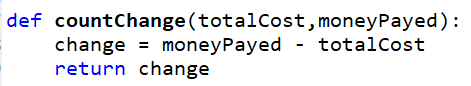 def countChange(totalCost,moneyPayed):
    change = moneyPayed - totalCost
    return change